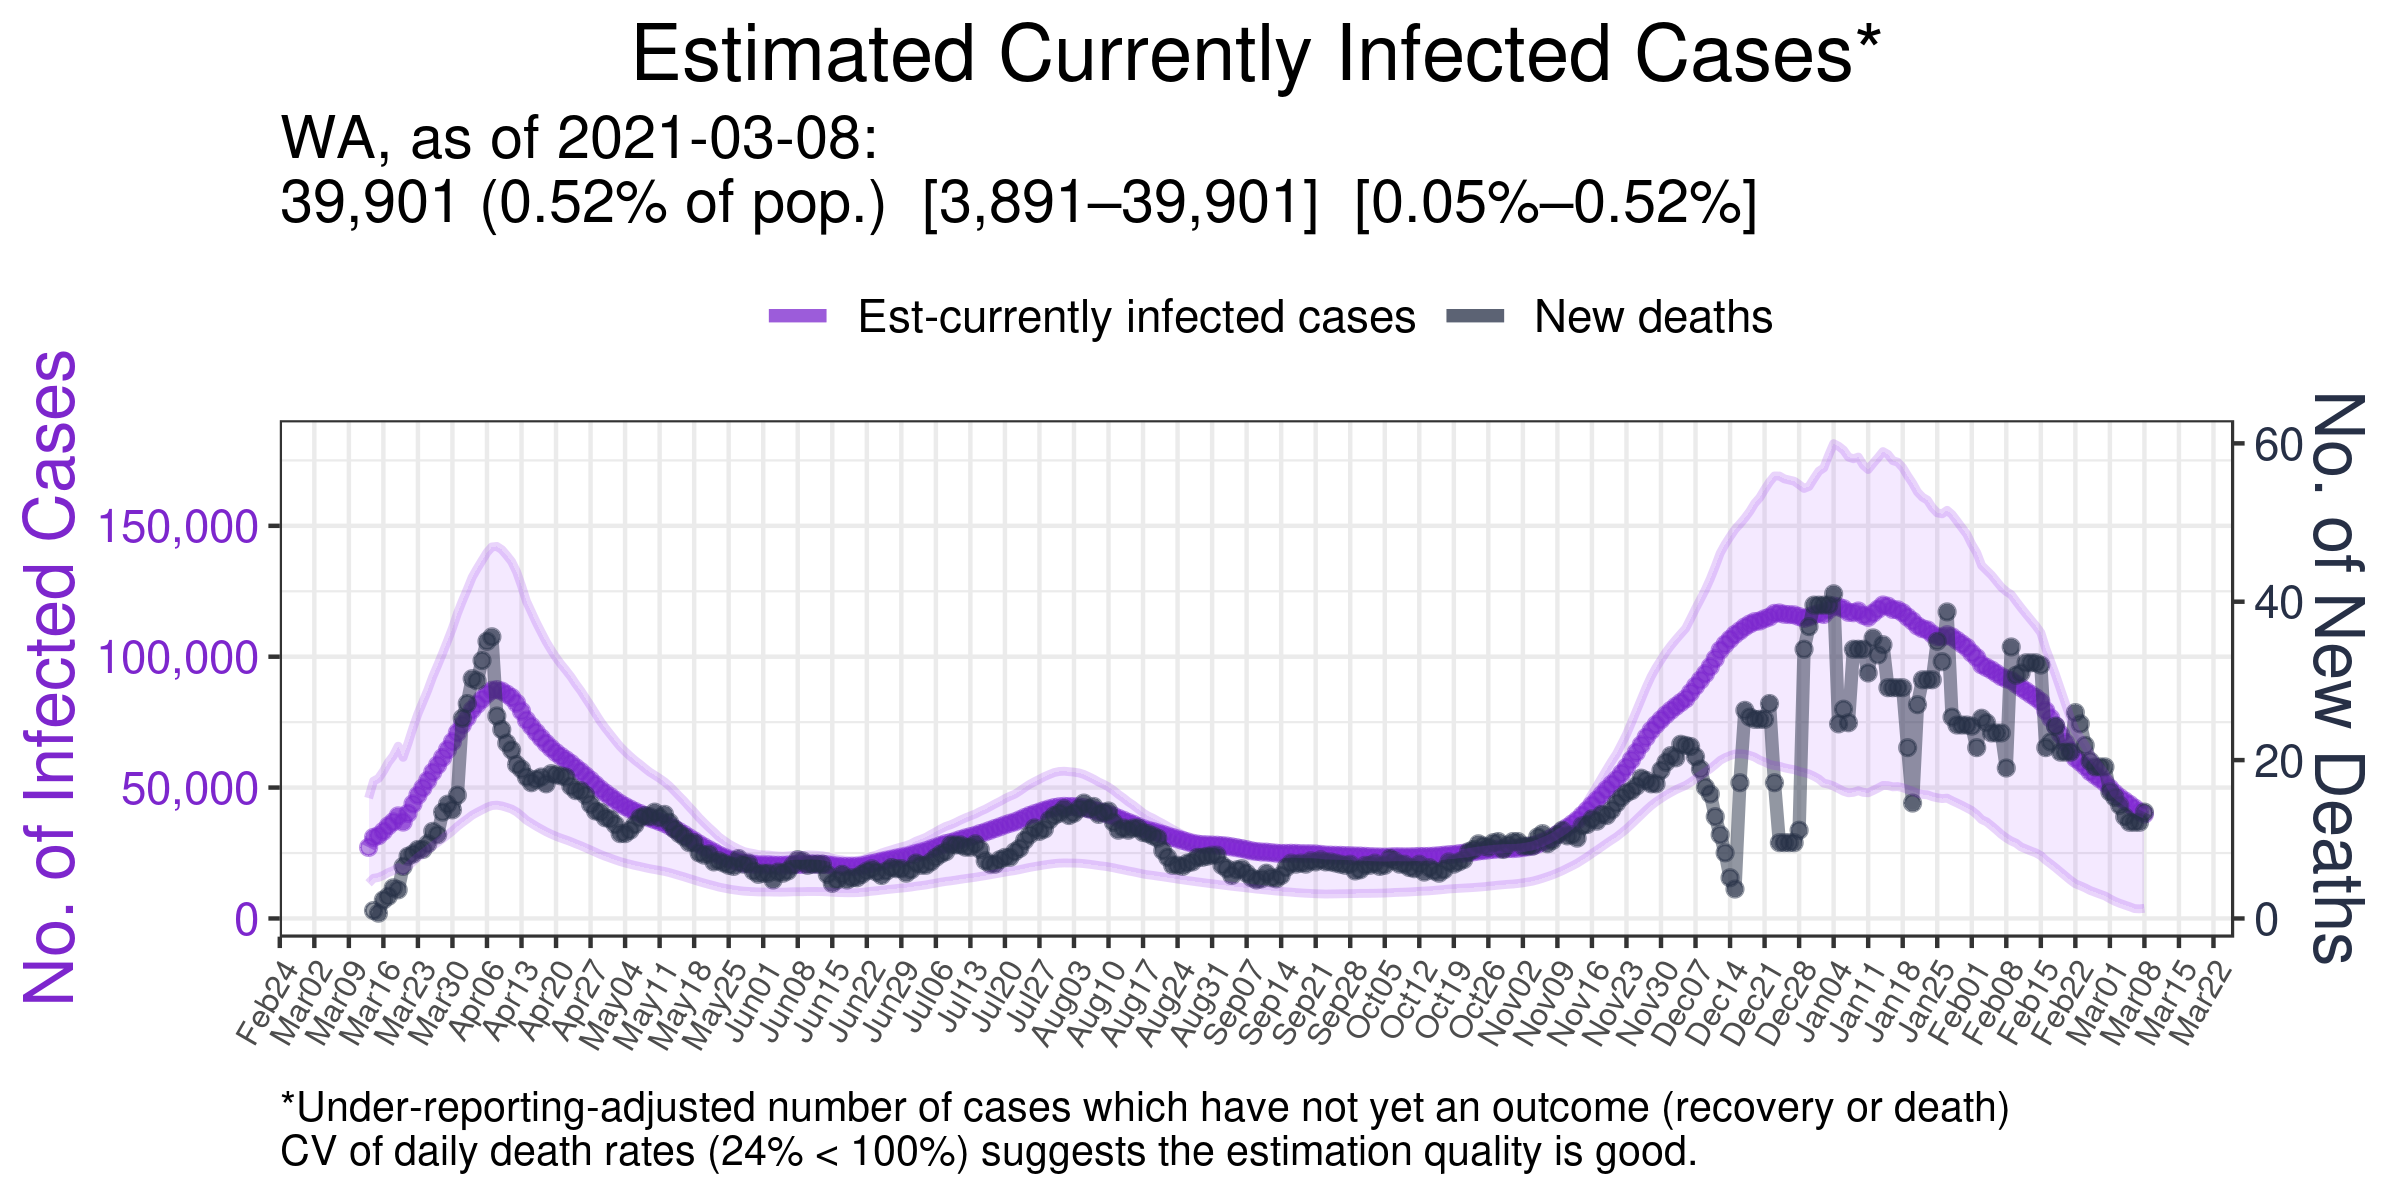 Estimated Currently Infected Cases*
WA, as of 2021-03-08:
39,901 (0.52% of pop.) [3,891–39,901] [0.05%–0.52%]
Est-currently infected cases
New deaths
No. of Infected Cases
150,000
100,000
50,000
0
60
40
20
0
No. of New Deaths
Feb24
Mar02
Mar09
Mar16
Mar23
Mar30
Apr06
Apr13
Apr20
Apr27
May04
May11
May18
May25
Jun01
Jun08
Jun15
Jun22
Jun29
Jul06
Jul13
Jul20
Jul27
Aug03
Aug10
Aug17
Aug24
Aug31
Sep07
Sep14
Sep21
Sep28
Oct05
Oct12
Oct19
Oct26
Nov02
Nov09
Nov16
Nov23
Nov30
Dec07
Dec14
Dec21
Dec28
Jan04
Jan11
Jan18
Jan25
Feb01
Feb08
Feb15
Feb22
Mar01
Mar08
Mar15
Mar22
*Under-reporting-adjusted number of cases which have not yet an outcome (recovery or death)
CV of daily death rates (24% < 100%) suggests the estimation quality is good.